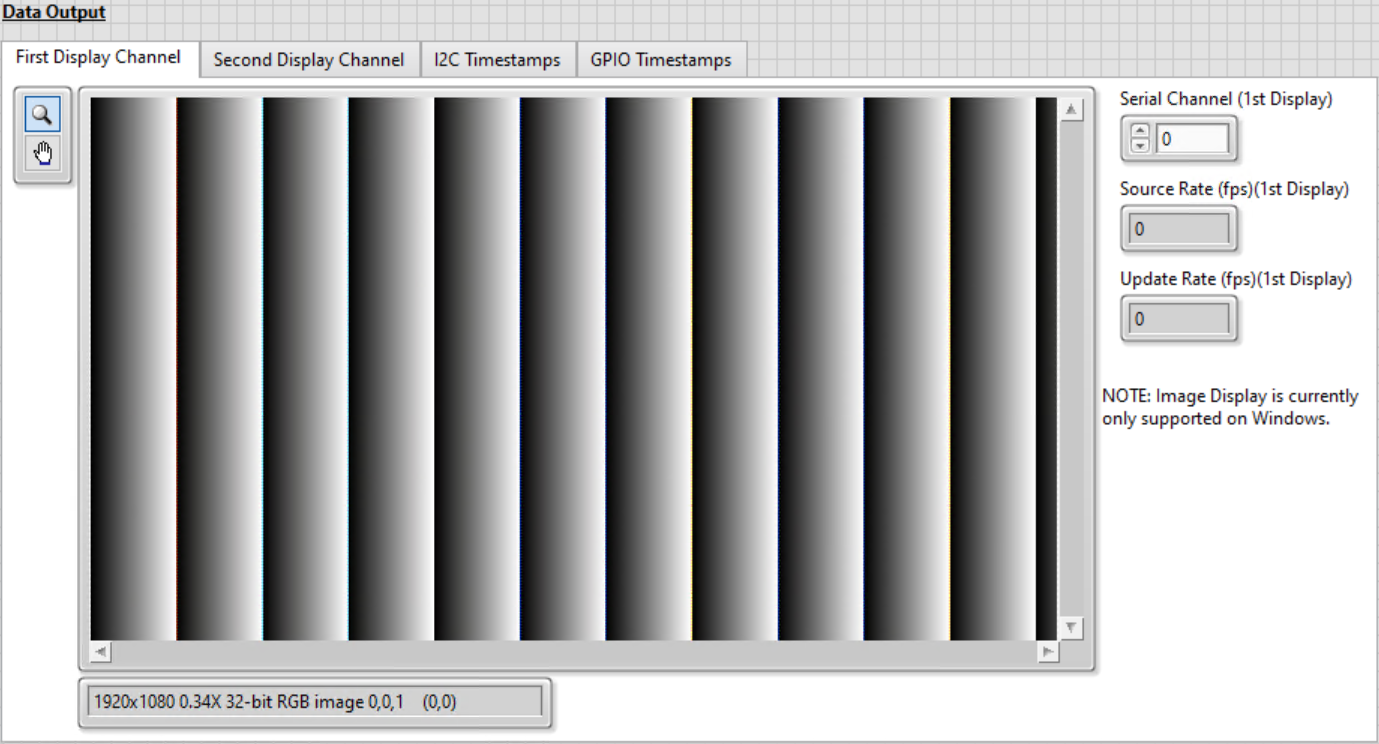 Data Output
First Display Channel
Second Display Channel
I2C Timestamps
GPIO Timestamps
Serial Channel (1st Display)
0
Source Rate (fps)(1st Display)
0
Update Rate (fps)(1st Display)
0
NOTE: Image Display is currently
only supported on Windows.
1920x1080 0.34X 32-bit RGB image 0,0,1 (0,0)